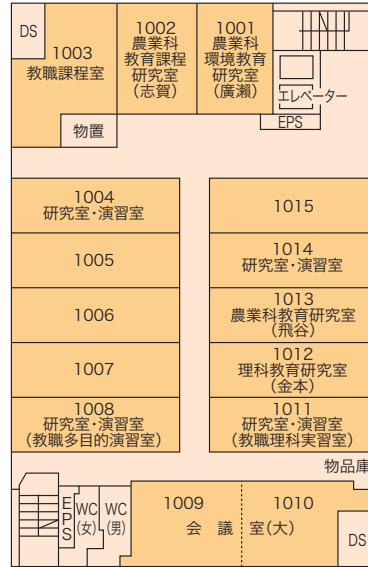 DS
1003
教職課程室
1002
農業科
教育課程
研究室
(志賀)
1001
農業科
環境教育
研究室
(廣瀬)
エレベーター
EPS
物置
1004
研究室・演習室
1005
1006
1007
1008
研究室・演習室
(教職多目的演習室)
1015
1014
研究室・演習室
1013
農業科教育研究室
(飛谷)
1012
理科教育研究室
(金本)
1011
研究室・演習室
(教職理科実習室)
物品庫
EPS
WC
(女)
WC
(男)
1009
1010
会議室(大)
DS